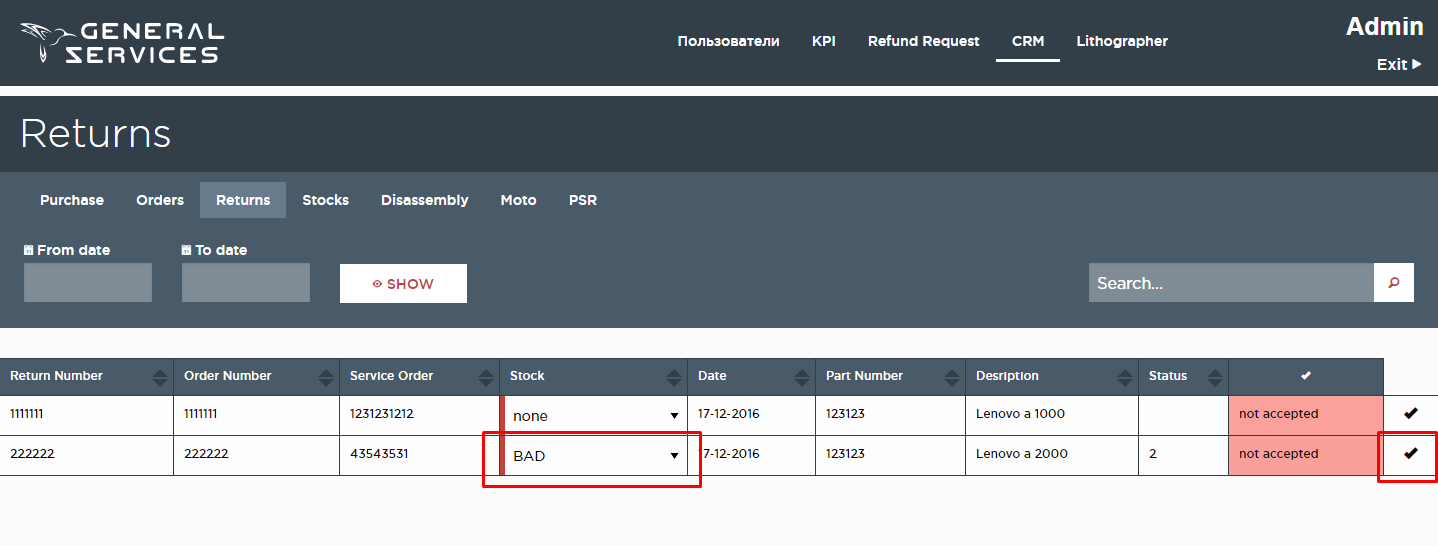 GENERAL
SERVICES
Пользователи KPI Refund Request CRM Lithographer
Admin
Exit
Returns
Purchase Orders Returns Stocks Disassembly Moto PSR
From date To date
SHOW
Search...
Return Number Order Number Service Order Stock Date Part Number Desription Status
1111111 1111111 1231231212 none 17-12-2016 123123 Lenovo a 1000 not accepted
222222 222222 43543531 BAD 17-12-2016 123123 Lenovo a 2000 2 not accepted